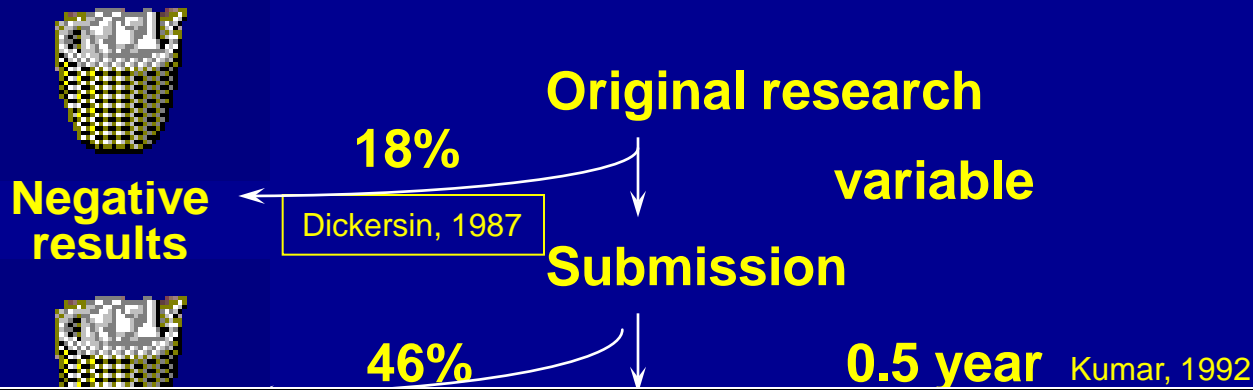 Original research
18%
variable
Negative
results
Dickersin, 1987
Submission
46%
0.5 year Kumar, 1992